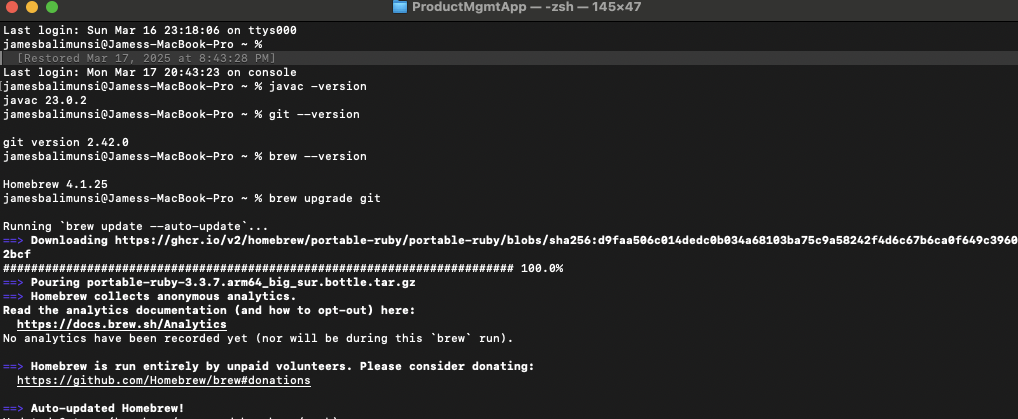 ProductMgmtApp — -zsh — 145×47
Last login: Sun Mar 16 23:18:06 on ttys000
jamesbalimunsi@Jamess-MacBook-Pro ~ %
[Restored Mar 17, 2025 at 8:43:28 PM]
Last login: Mon Mar 17 20:43:23 on console
[jamesbalimunsi@Jamess-MacBook-Pro ~ % javac -version
javac 23.0.2
jamesbalimunsi@Jamess-MacBook-Pro ~ % git --version
git version 2.42.0
jamesbalimunsi@Jamess-MacBook-Pro ~ % brew --version
Homebrew 4.1.25
jamesbalimunsi@Jamess-MacBook-Pro ~ % brew upgrade git
Running `brew update --auto-update`...
==> Downloading https://ghcr.io/v2/homebrew/portable-ruby/portable-ruby/blobs/sha256:d9faa506c014dedc0b034a68103ba75c9a58242f4d6c67b6ca0f649c3960
2bcf
######################################################################### 100.0%
==> Pouring portable-ruby-3.3.7.arm64_big_sur.bottle.tar.gz
==> Homebrew collects anonymous analytics.
Read the analytics documentation (and how to opt-out) here:
https://docs.brew.sh/Analytics
No analytics have been recorded yet (nor will be during this `brew` run).
==> Homebrew is run entirely by unpaid volunteers. Please consider donating:
https://github.com/Homebrew/brew#donations
==> Auto-updated Homebrew!